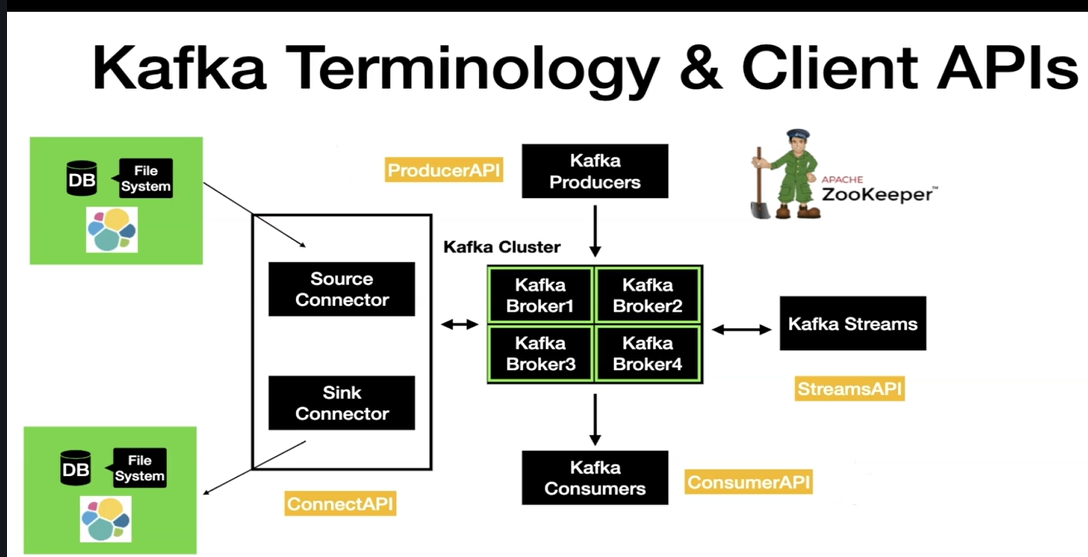 Kafka Terminology & Client APIs
DB
File
System
ProducerAPI
Kafka
Producers
APACHE
ZooKeeper™
Kafka Cluster
Source
Connector
Kafka
Broker1
Kafka
Broker2
Kafka Streams
Kafka
Broker3
Kafka
Broker4
Sink
Connector
StreamsAPI
DB
File
System
Kafka
Consumers
ConsumerAPI
ConnectAPI